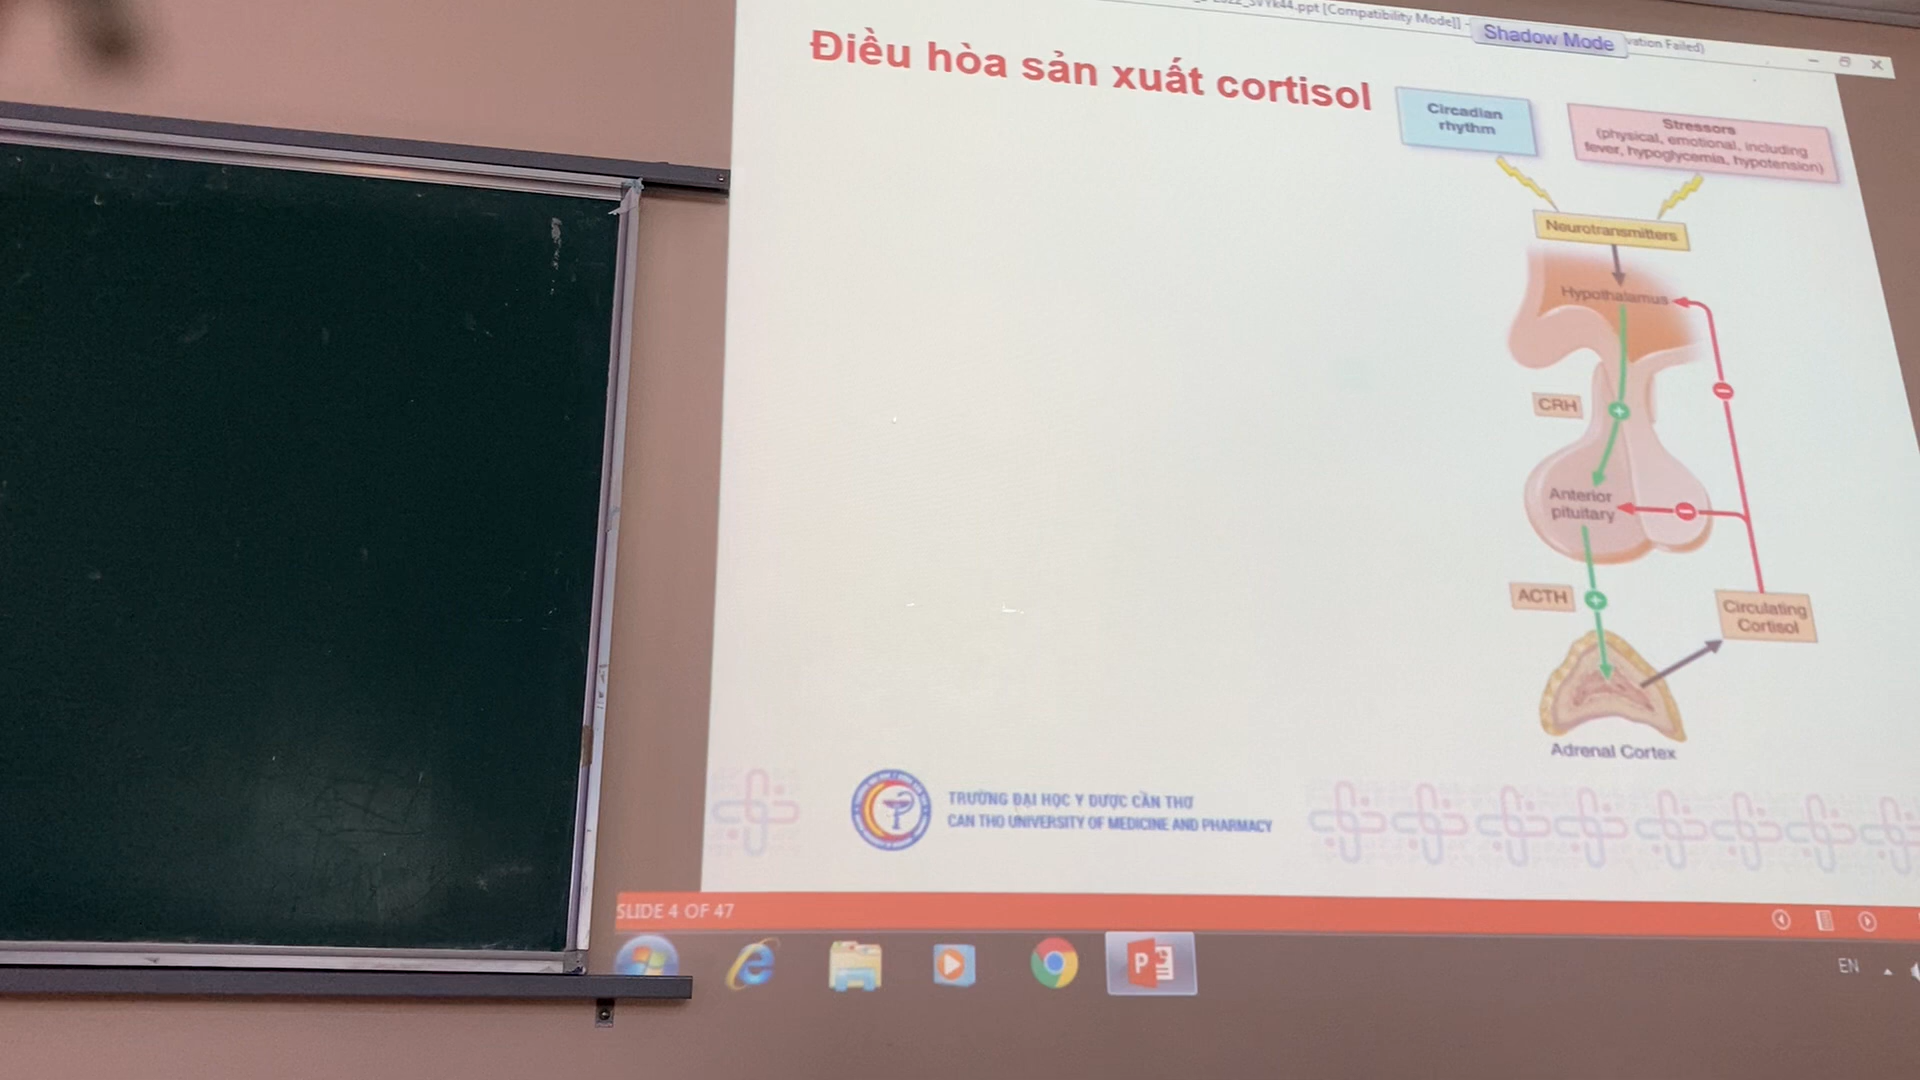 .ppt [Compatibility Mode]] -
Shadow Mode
vation Failed)
Điều hòa sản xuất cortisol
Circadian
rhythm
Stressors
(physical, emotional, including
fever, hypoglycemia, hypotension)
Neurotransmitters
Hypothalamus
CRH
Anterior
pituitary
ACTH
Circulating
Cortisol
Adrenal Cortex
TRƯỜNG ĐẠI HỌC Y DƯỢC CẦN THƠ
CAN THO UNIVERSITY OF MEDICINE AND PHARMACY
SLIDE 4 OF 47
EN